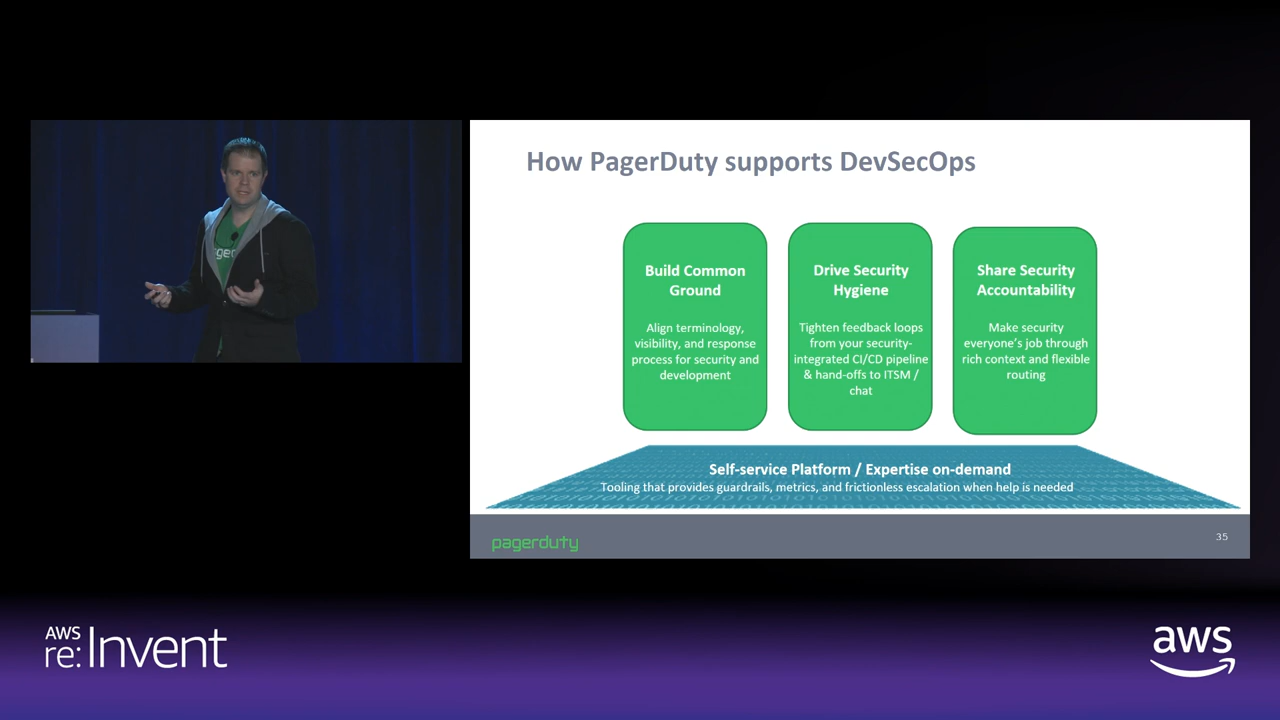 How PagerDuty supports DevSecOps
Build Common
Ground
Align terminology,
visibility, and response
process for security and
development
Drive Security
Hygiene
Tighten feedback loops
from your security-
integrated CI/CD pipeline
& hand-offs to ITSM /
chat
Share Security
Accountability
Make security
everyone's job through
rich context and flexible
routing
Self-service Platform / Expertise on-demand
Tooling that provides guardrails, metrics, and frictionless escalation when help is needed
pagerduty
35
AWS
re:Invent
aws